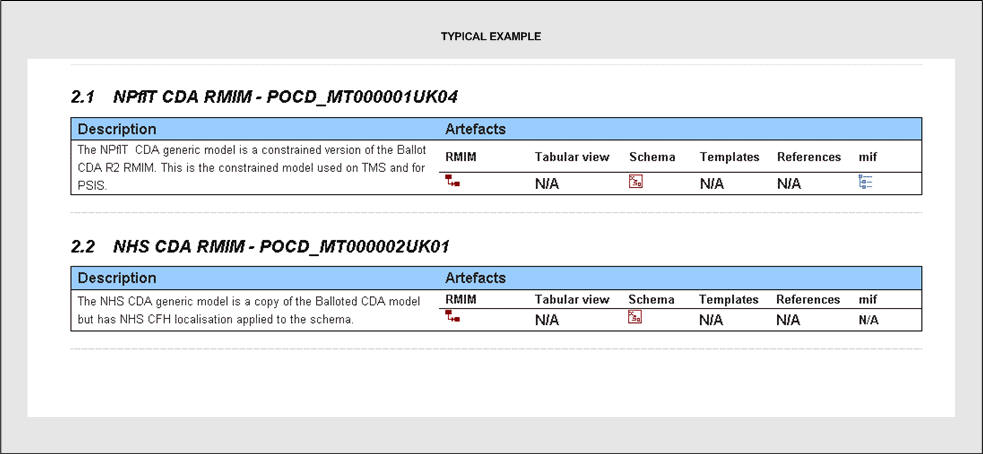 TYPICAL EXAMPLE
2.1 NPfIT CDA RMIM - POCD_MT000001UK04
Description Artefacts
The NPfIT CDA generic model is a constrained version of the Ballot
CDA R2 RMIM. This is the constrained model used on TMS and for
PSIS.
RMIM Tabular view Schema Templates References mif
N/A N/A N/A
2.2 NHS CDA RMIM - POCD_MT000002UK01
Description Artefacts
The NHS CDA generic model is a copy of the Balloted CDA model
but has NHS CFH localisation applied to the schema.
RMIM Tabular view Schema Templates References mif
N/A N/A N/A N/A